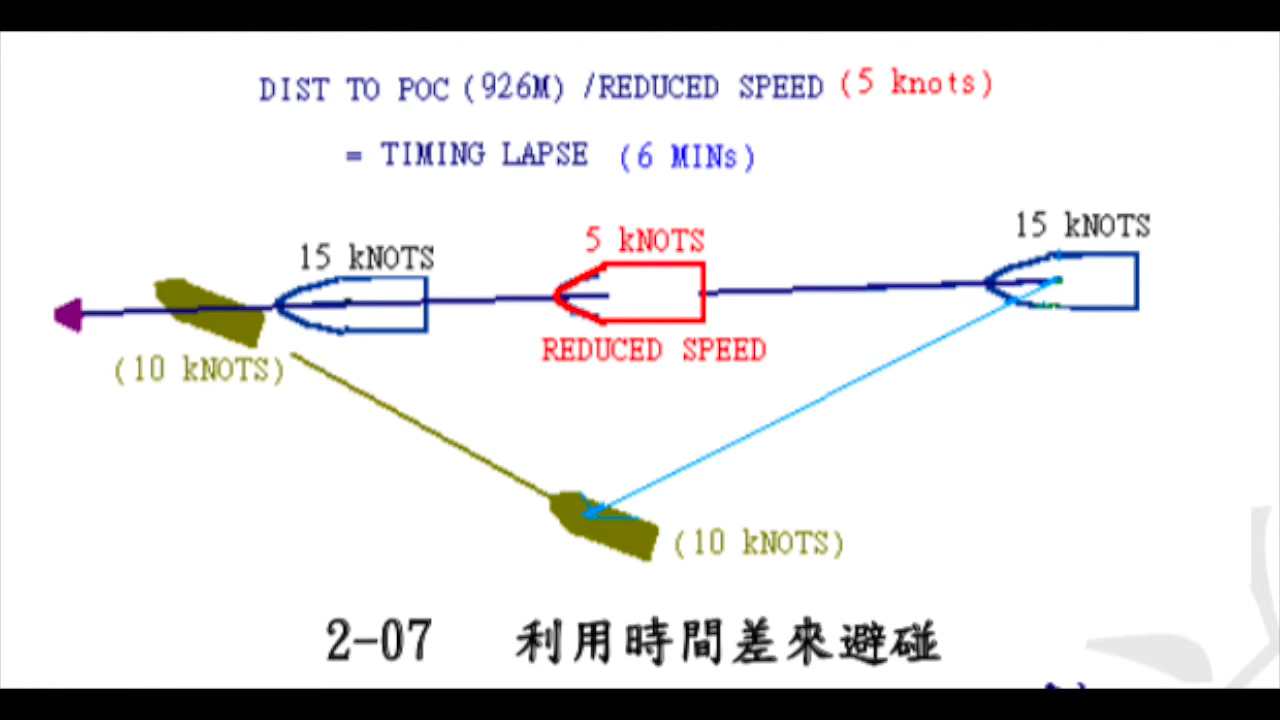 DIST TO POC (926M) /REDUCED SPEED (5 knots)
= TIMING LAPSE (6 MINs)
15 kNOTS
5 kNOTS
15 kNOTS
REDUCED SPEED
(10 kNOTS)
(10 kNOTS)
2-07 利用時間差來避碰